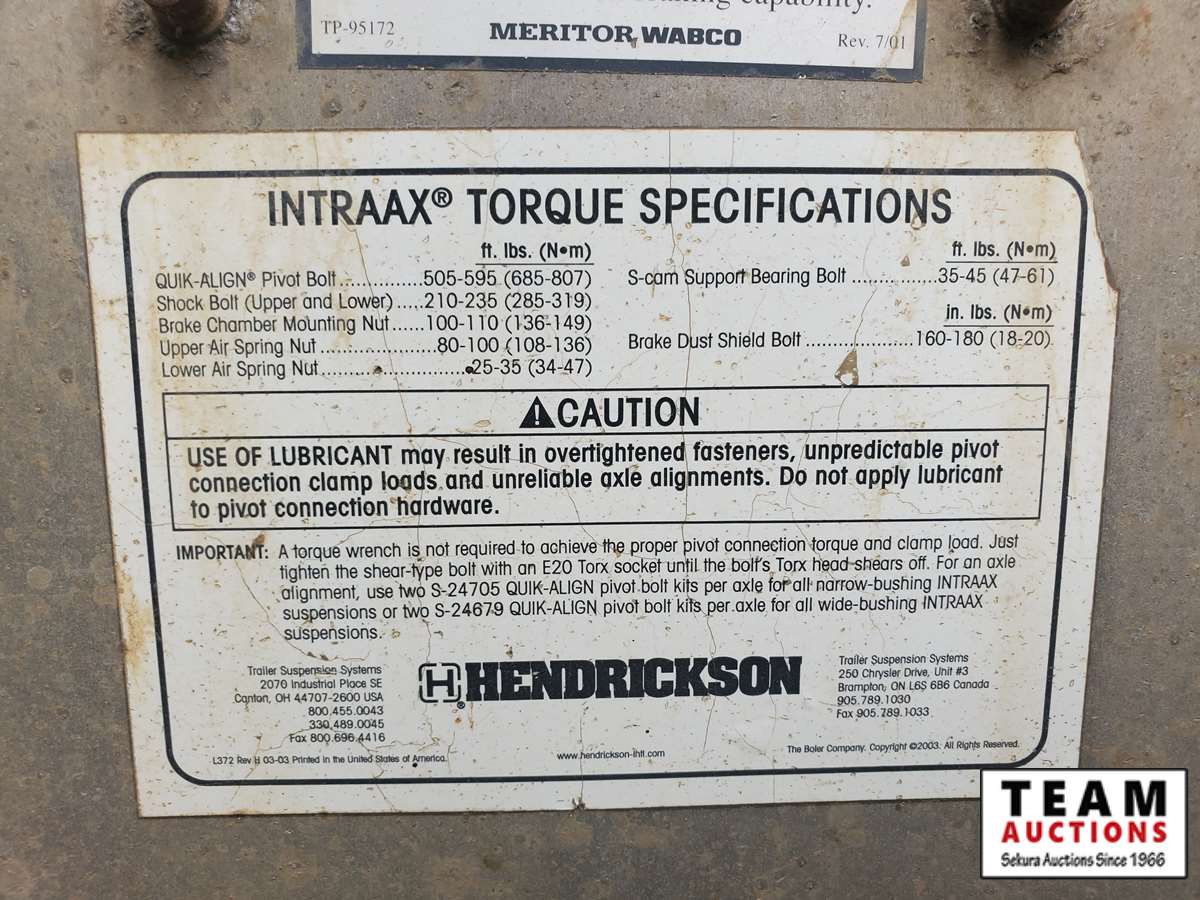 capability.
TP-95172 MERITOR WABCO Rev. 7/01
INTRAAX® TORQUE SPECIFICATIONS
ft. lbs. (N•m)
QUIK-ALIGN® Pivot Bolt ..............505-595 (685-807)
Shock Bolt (Upper and Lower) ....210-235 (285-319)
Brake Chamber Mounting Nut......100-110 (136-149)
Upper Air Spring Nut .....................80-100 (108-136)
Lower Air Spring Nut..........................25-35 (34-47)
ft. lbs. (N•m)
S-cam Support Bearing Bolt ...............35-45 (47-61)
in. lbs. (N•m)
Brake Dust Shield Bolt ...................160-180 (18-20)
⚠CAUTION
USE OF LUBRICANT may result in overtightened fasteners, unpredictable pivot
connection clamp loads and unreliable axle alignments. Do not apply lubricant
to pivot connection hardware.
IMPORTANT: A torque wrench is not required to achieve the proper pivot connection torque and clamp load. Just
tighten the shear-type bolt with an E20 Torx socket until the bolt's Torx head shears off. For an axle
alignment, use two S-24705 QUIK-ALIGN pivot bolt kits per axle for all narrow-bushing INTRAAX
suspensions or two S-24679 QUIK-ALIGN pivot bolt kits per axle for all wide-bushing INTRAAX
suspensions.
Trailer Suspension Systems
2070 Industrial Place SE
Canton, OH 44707-2600 USA
800.455.0043
330.489.0045
Fax 800.696.4416
H HENDRICKSON
®
Trailer Suspension Systems
250 Chrysler Drive, Unit #3
Brampton, ON L6S 6B6 Canada
905.789.1030
Fax 905.789.1033
L372 Rev H 03-03 Printed in the United States of America.
www.hendrickson-intl.com
The Boler Company. Copyright ©2003. All Rights Reserved.
TEAM
AUCTIONS
Sekura Auctions Since 1966